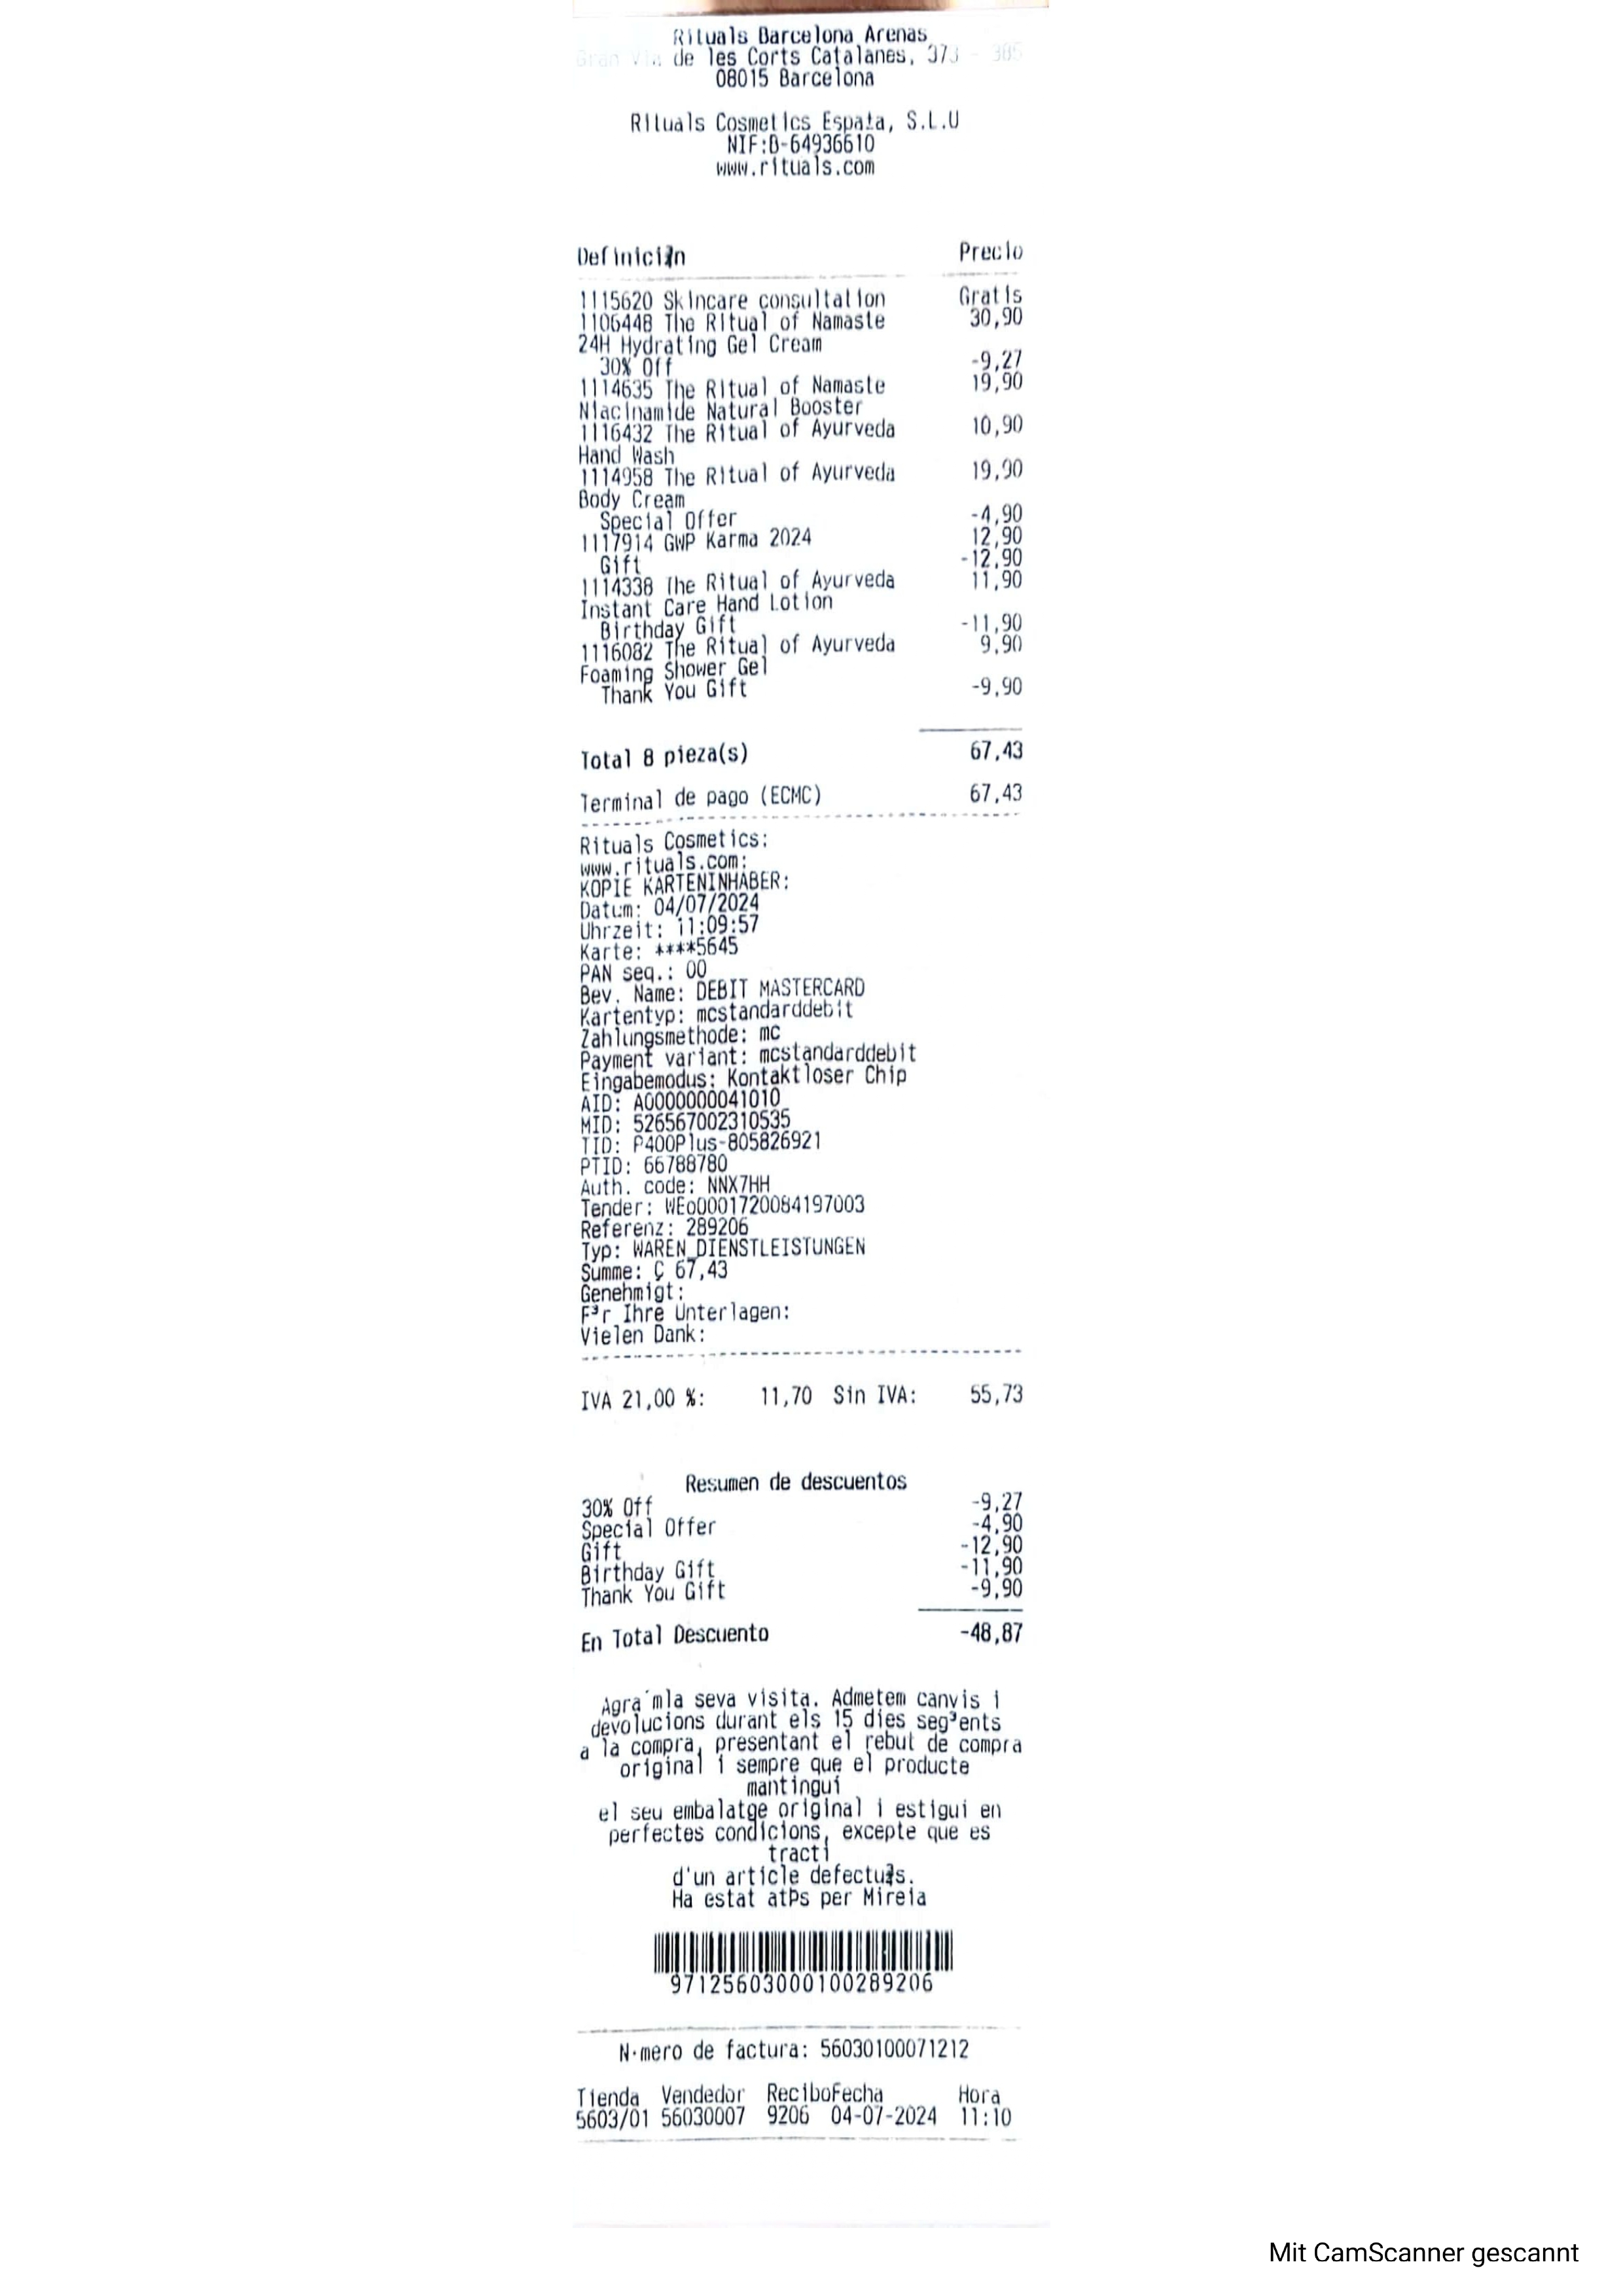 Rituals Barcelona Arenas
Gran Via de les Corts Catalanes, 373 - 385
08015 Barcelona
Rituals Cosmetics Espata, S.L.U
NIF:B-64936610
www.rituals.com
Definición Precio
1115620 Skincare consultation Gratis
1106448 The Ritual of Namaste 30,90
24H Hydrating Gel Cream
30% Off -9,27
1114635 The Ritual of Namaste 19,90
Niacinamide Natural Booster
1116432 The Ritual of Ayurveda 10,90
Hand Wash
1114958 The Ritual of Ayurveda 19,90
Body Cream
Special Offer -4,90
1117914 GWP Karma 2024 12,90
Gift -12,90
1114338 The Ritual of Ayurveda 11,90
Instant Care Hand Lotion
Birthday Gift -11,90
1116082 The Ritual of Ayurveda 9,90
Foaming Shower Gel
Thank You Gift -9,90
Total 8 pieza(s) 67,43
Terminal de pago (ECMC) 67,43
Rituals Cosmetics:
www.rituals.com:
KOPIE KARTENINHABER:
Datum: 04/07/2024
Uhrzeit: 11:09:57
Karte: ****5645
PAN seq.: 00
Bev. Name: DEBIT MASTERCARD
Kartentyp: mcstandarddebit
Zahlungsmethode: mc
Payment variant: mcstandarddebit
Eingabemodus: Kontaktloser Chip
AID: A0000000041010
MID: 526567002310535
TID: P400Plus-805826921
PTID: 66788780
Auth. code: NNX7HH
Tender: WEo0001720084197003
Referenz: 289206
Typ: WAREN_DIENSTLEISTUNGEN
Summe: Ç 67,43
Genehmigt:
F³r Ihre Unterlagen:
Vielen Dank:
IVA 21,00 %: 11,70 Sin IVA: 55,73
Resumen de descuentos
30% Off -9,27
Special Offer -4,90
Gift -12,90
Birthday Gift -11,90
Thank You Gift -9,90
En Total Descuento -48,87
Agra´mla seva visita. Admetem canvis i
devolucions durant els 15 dies seg³ents
a la compra, presentant el rebut de compra
original i sempre que el producte
mantingui
el seu embalatge original i estigui en
perfectes condicions, excepte que es
tracti
d'un article defectu¾s.
Ha estat atÞs per Mireia
971256030000100289206
N·mero de factura: 56030100071212
Tienda Vendedor ReciboFecha Hora
5603/01 56030007 9206 04-07-2024 11:10
Mit CamScanner gescannt